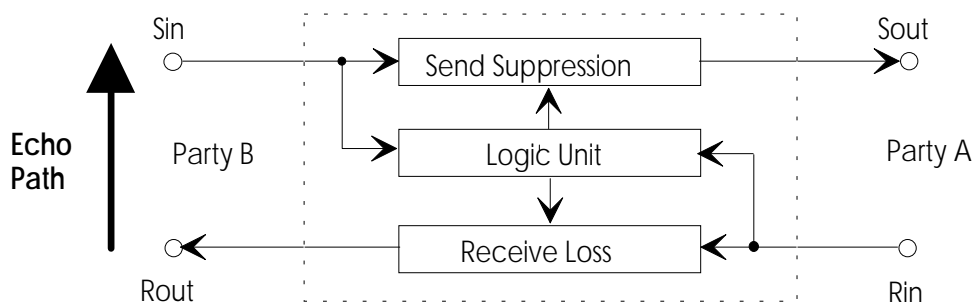 Sin
Sout
Send Suppression
Echo
Path
Party B
Logic Unit
Party A
Receive Loss
Rout
Rin